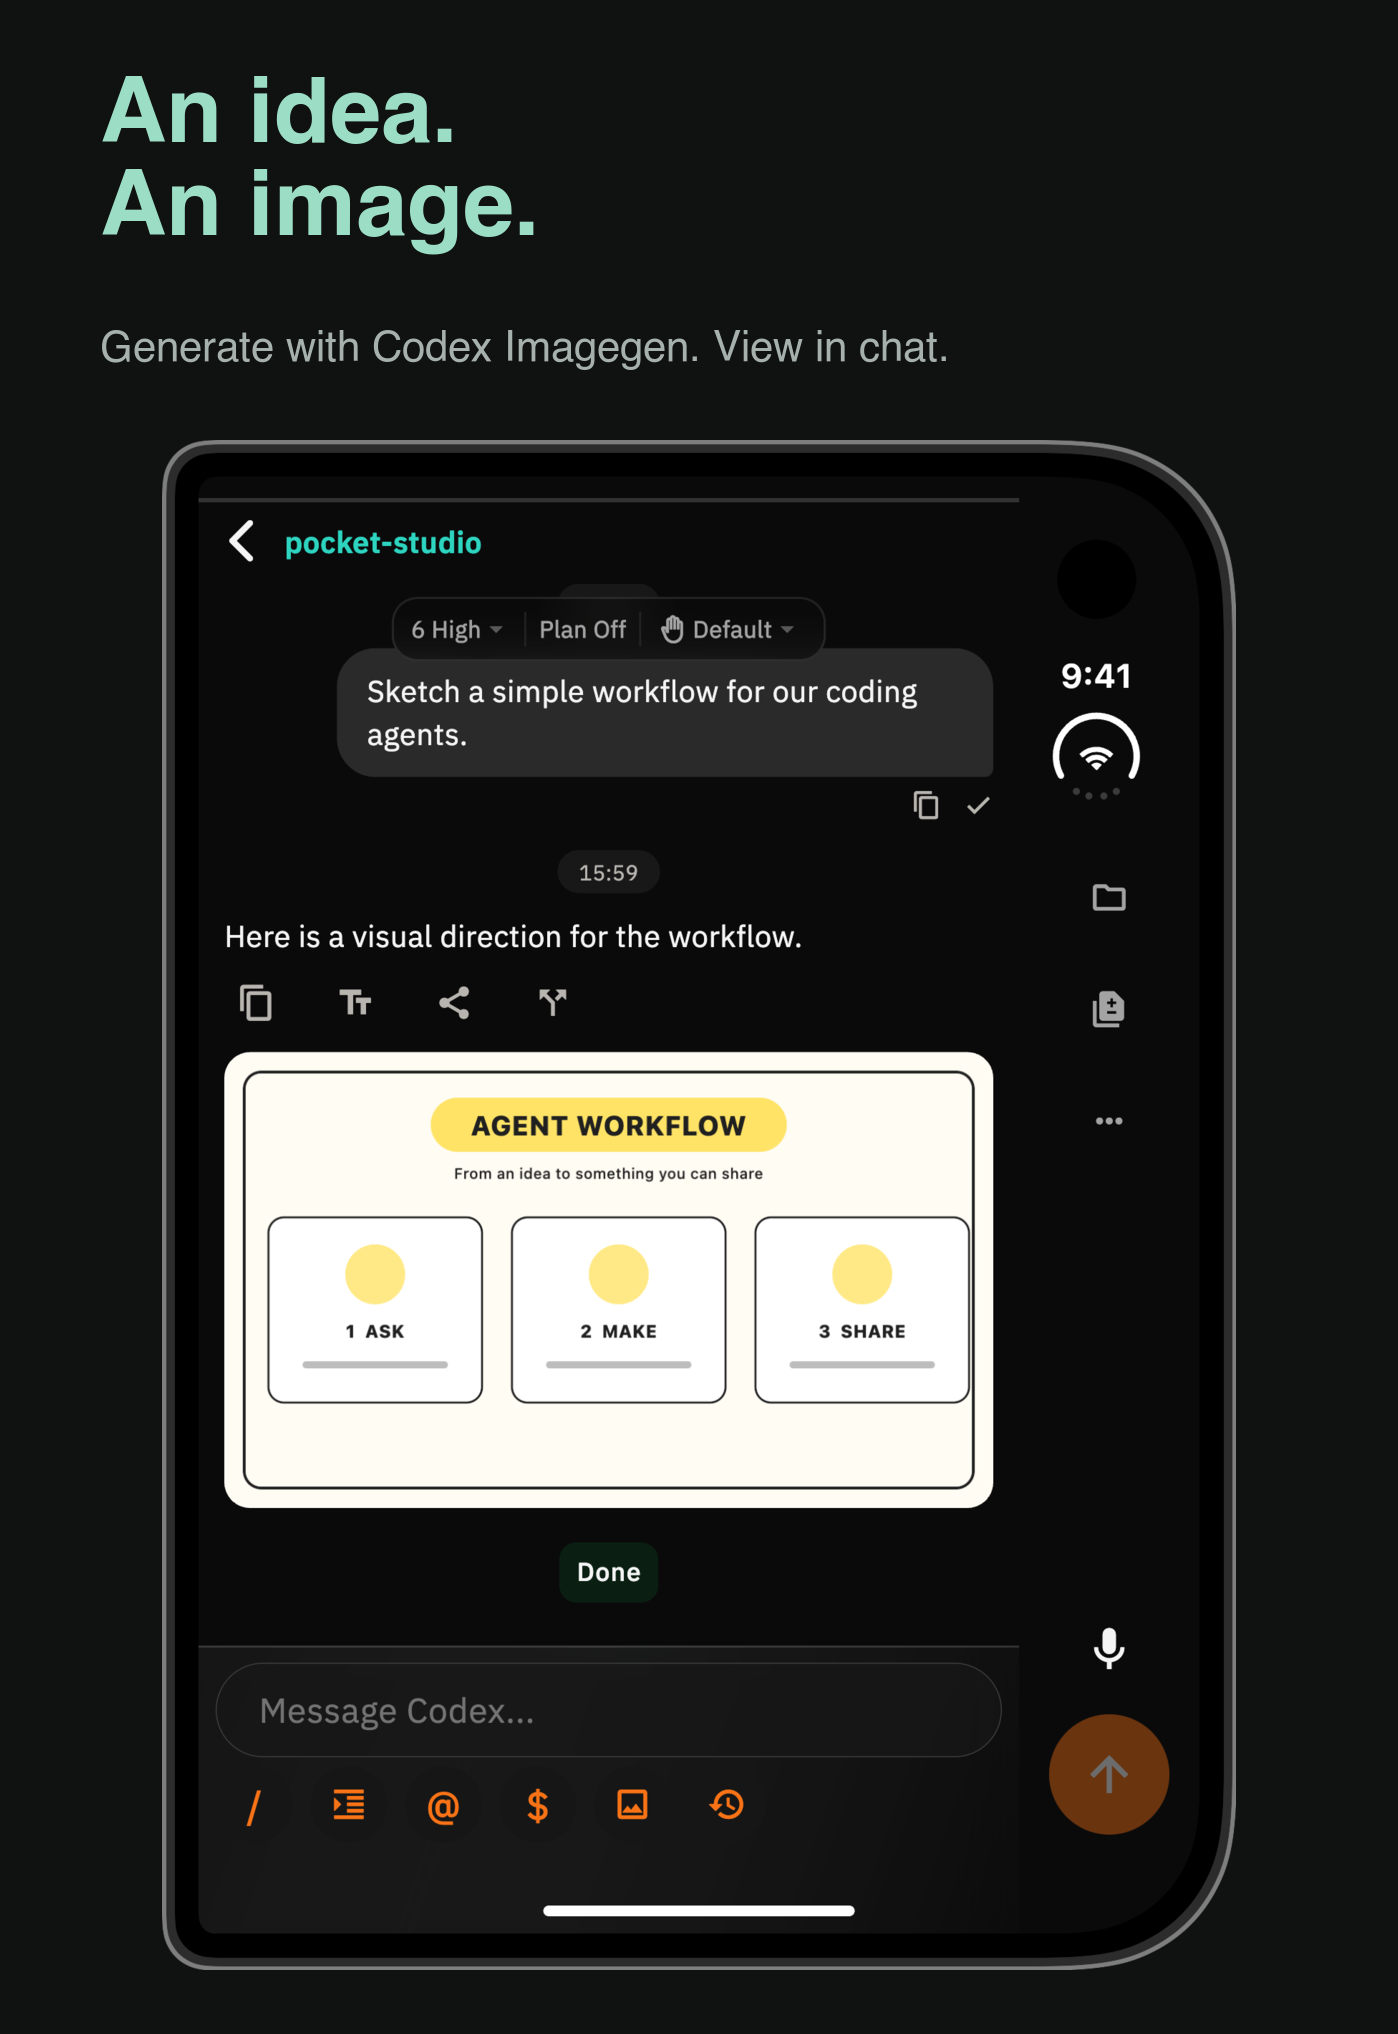 An idea.
An image.
Generate with Codex Imagegen. View in chat.
pocket-studio
6 High
Plan Off
Default
Sketch a simple workflow for our coding
agents.
9:41
15:59
Here is a visual direction for the workflow.
AGENT WORKFLOW
From an idea to something you can share
1 ASK
2 MAKE
3 SHARE
Done
Message Codex...
/ @ $